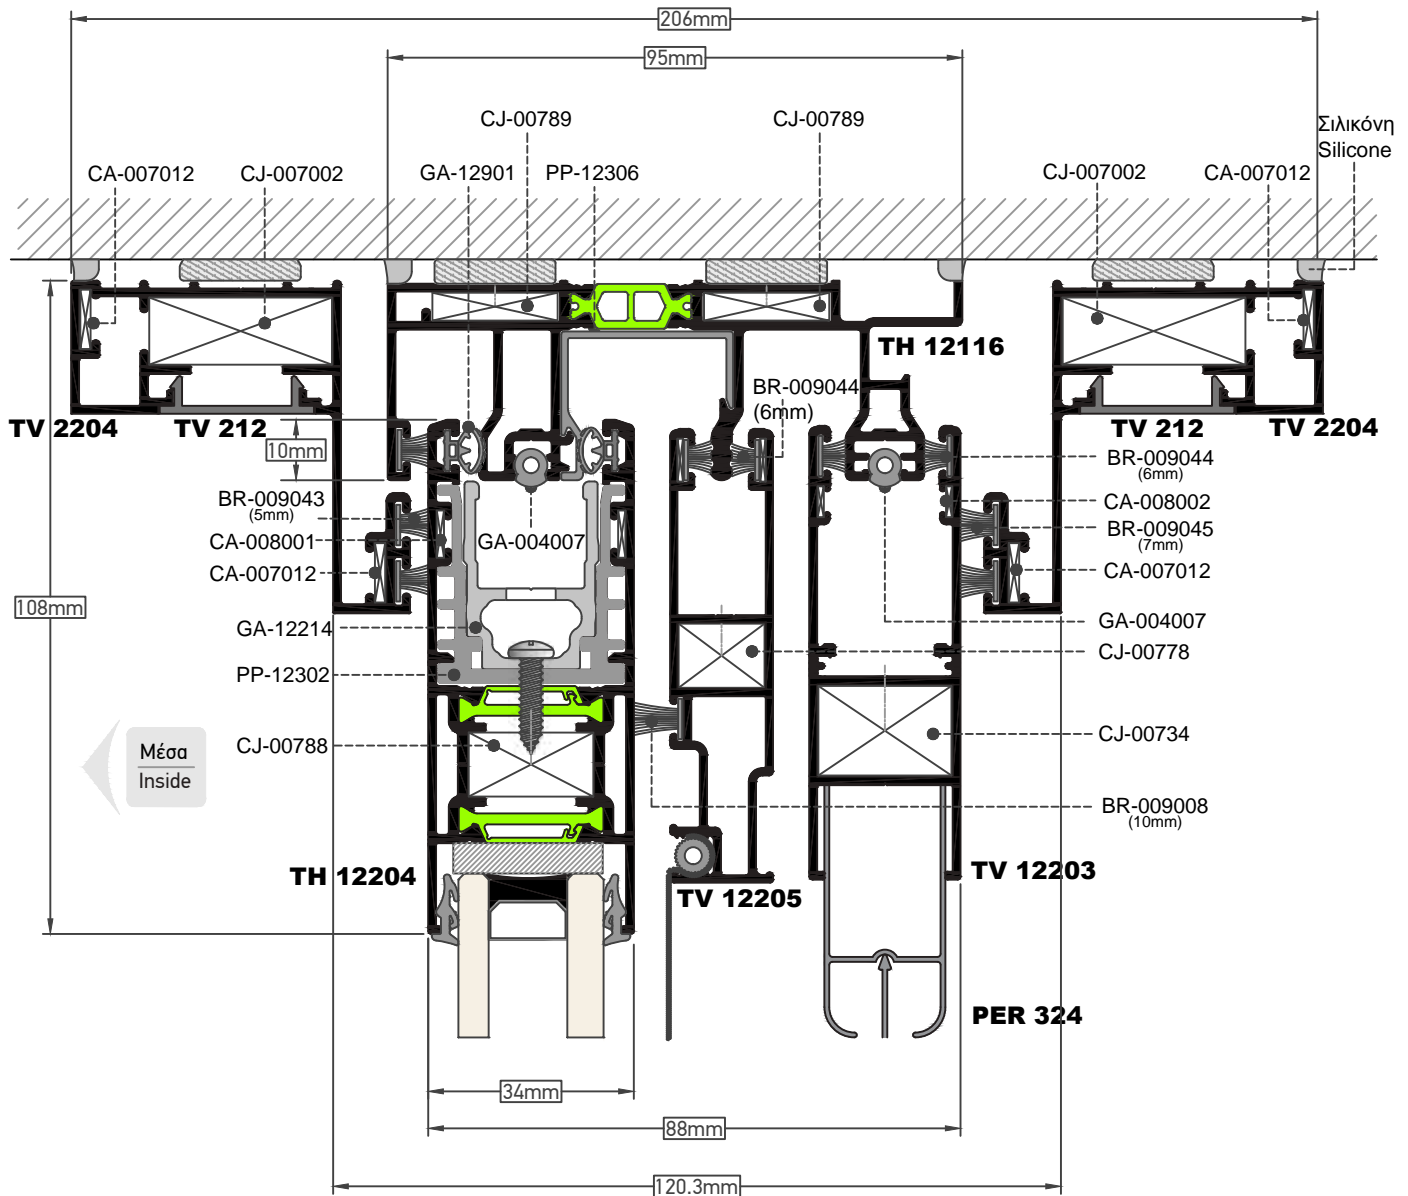 206mm
95mm
CJ-00789
CJ-00789
Σιλικόνη
Silicone
CA-007012
CJ-007002
GA-12901
PP-12306
CJ-007002
CA-007012
TH 12116
BR-009044
(6mm)
TV 2204
TV 212
TV 212
TV 2204
10mm
BR-009044
(6mm)
BR-009043
(5mm)
CA-008002
BR-009045
(7mm)
CA-008001
GA-004007
CA-007012
CA-007012
108mm
GA-12214
GA-004007
CJ-00778
PP-12302
CJ-00788
CJ-00734
Μέσα
Inside
BR-009008
(10mm)
TH 12204
TV 12205
TV 12203
PER 324
34mm
88mm
120.3mm